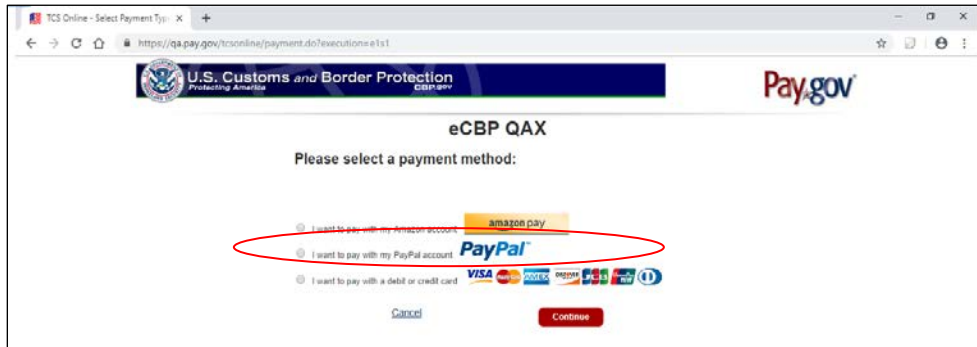 TCS Online - Select Payment Typ
https://qa.pay.gov/tcsonline/payment.do?execution=e1s1
U.S. Customs and Border Protection
Protecting America
CBP.gov
Pay.gov
eCBP QAX
Please select a payment method:
I want to pay with my Amazon account amazon pay
I want to pay with my PayPal account PayPal
I want to pay with a debit or credit card VISA AMEX
Cancel
Continue